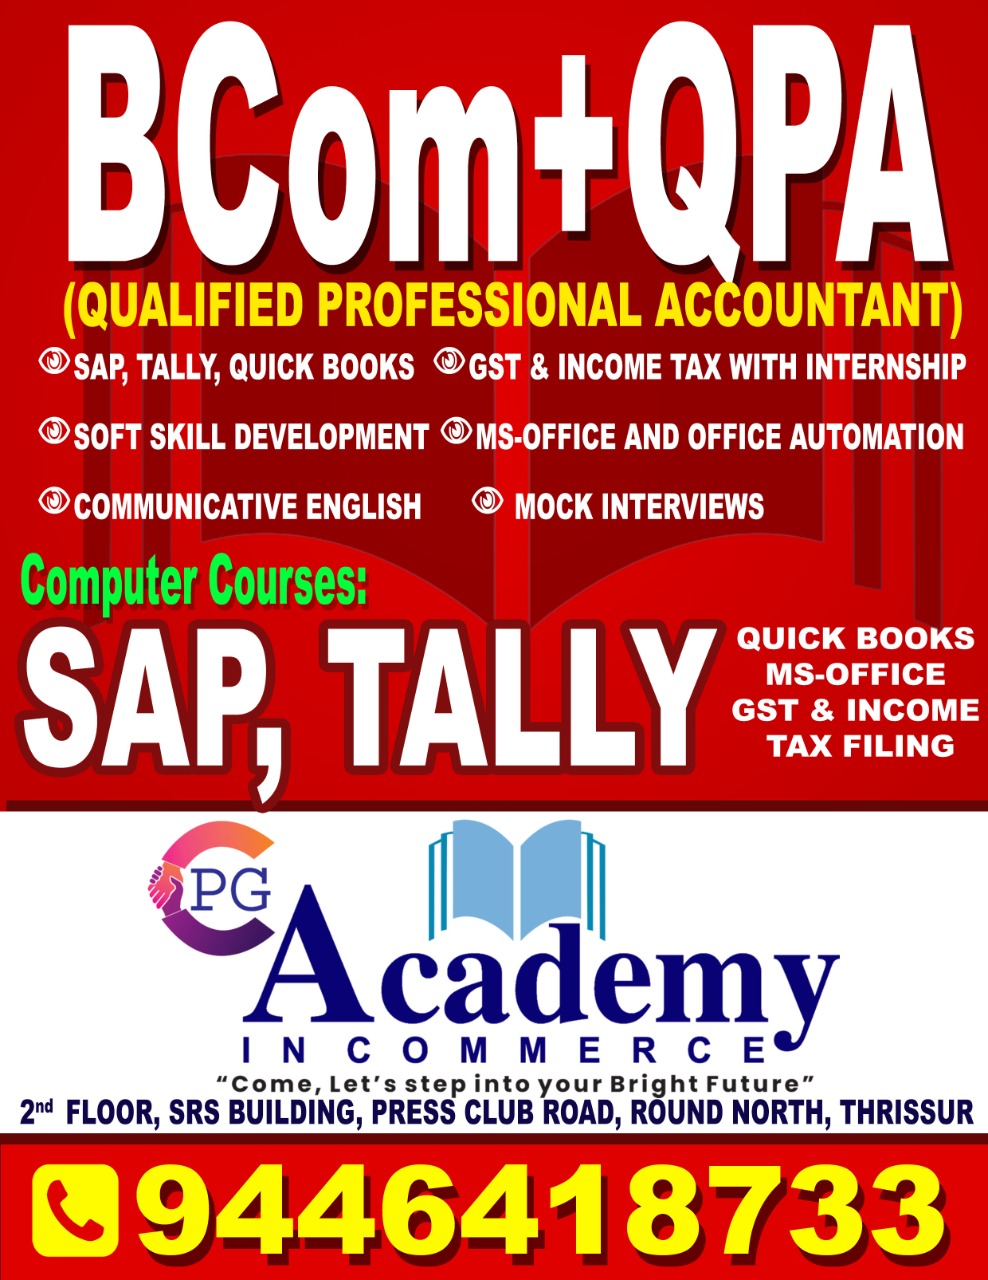 BCom+QPA
(QUALIFIED PROFESSIONAL ACCOUNTANT)
SAP, TALLY, QUICK BOOKS GST & INCOME TAX WITH INTERNSHIP
SOFT SKILL DEVELOPMENT MS-OFFICE AND OFFICE AUTOMATION
COMMUNICATIVE ENGLISH MOCK INTERVIEWS
Computer Courses:
SAP, TALLY
QUICK BOOKS
MS-OFFICE
GST & INCOME
TAX FILING
CPG
Academy
IN COMMERCE
“Come, Let’s step into your Bright Future”
2nd FLOOR, SRS BUILDING, PRESS CLUB ROAD, ROUND NORTH, THRISSUR
9446418733